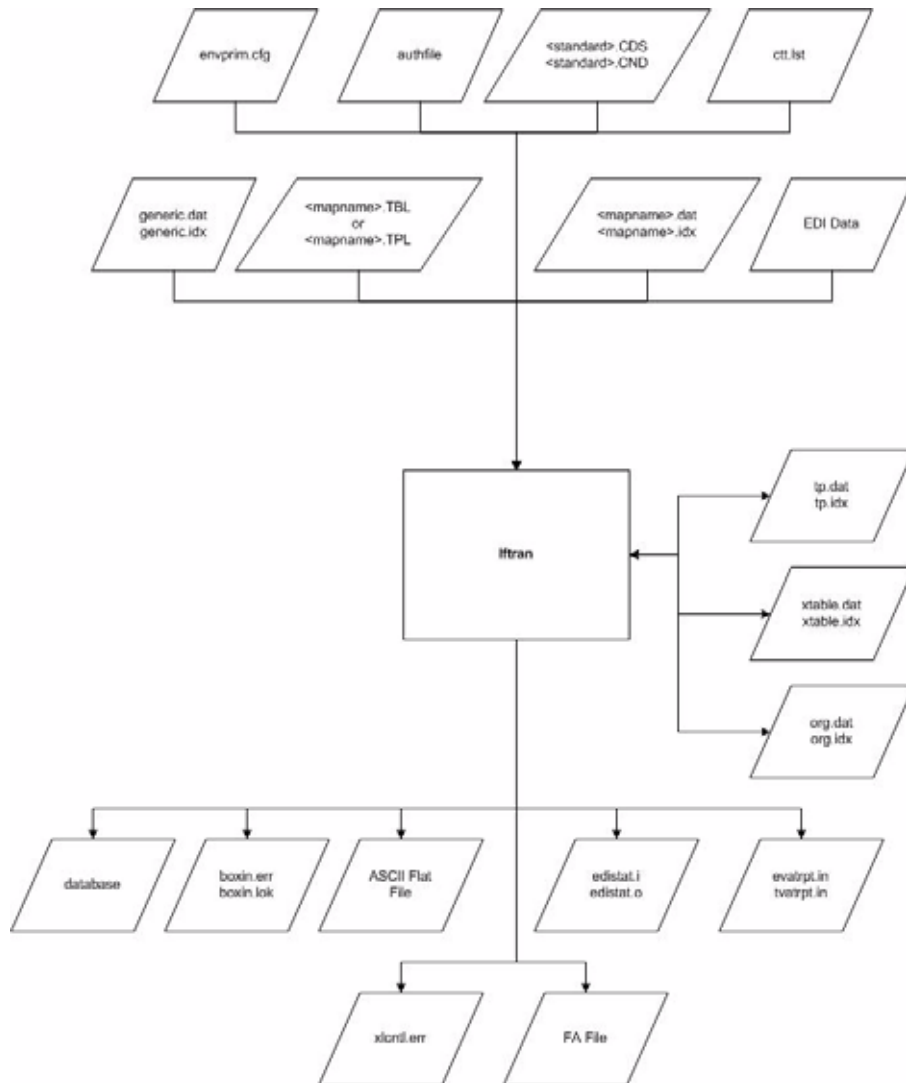 envprim.cfg
authfile
<standard>.CDS
<standard>.CND
ctt.lst
generic.dat
generic.idx
<mapname>.TBL
or
<mapname>.TPL
<mapname>.dat
<mapname>.idx
EDI Data
lftran
tp.dat
tp.idx
xtable.dat
xtable.idx
org.dat
org.idx
database
boxin.err
boxin.lok
ASCII Flat
File
edistat.i
edistat.o
evatrpt.in
tvatrpt.in
xlcntl.err
FA File